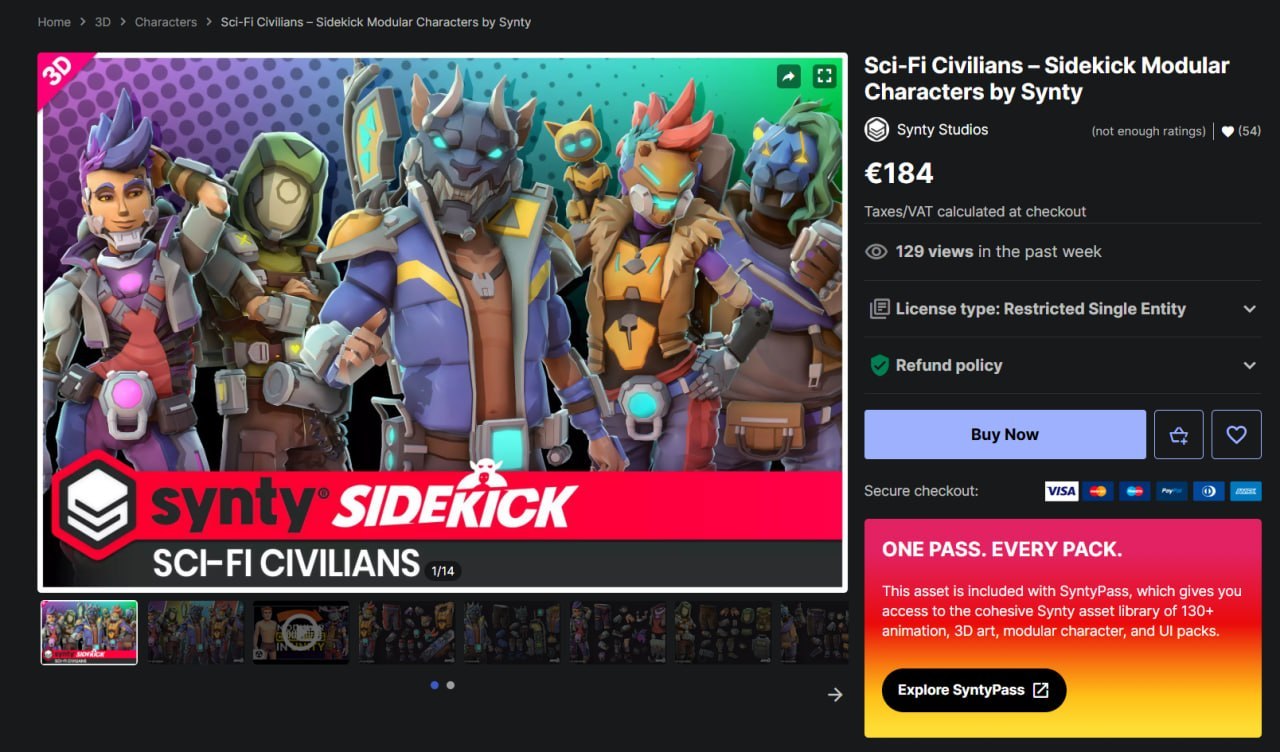 Home > 3D > Characters > Sci-Fi Civilians – Sidekick Modular Characters by Synty
3D
synty®
SIDEKICK
SCI-FI CIVILIANS
1/14
Sci-Fi Civilians – Sidekick Modular
Characters by Synty
Synty Studios
(not enough ratings)
(54)
€184
Taxes/VAT calculated at checkout
129 views in the past week
License type: Restricted Single Entity
Refund policy
Buy Now
Secure checkout:
VISA
PayPal
ONE PASS. EVERY PACK.
This asset is included with SyntyPass, which gives you
access to the cohesive Synty asset library of 130+
animation, 3D art, modular character, and UI packs.
Explore SyntyPass